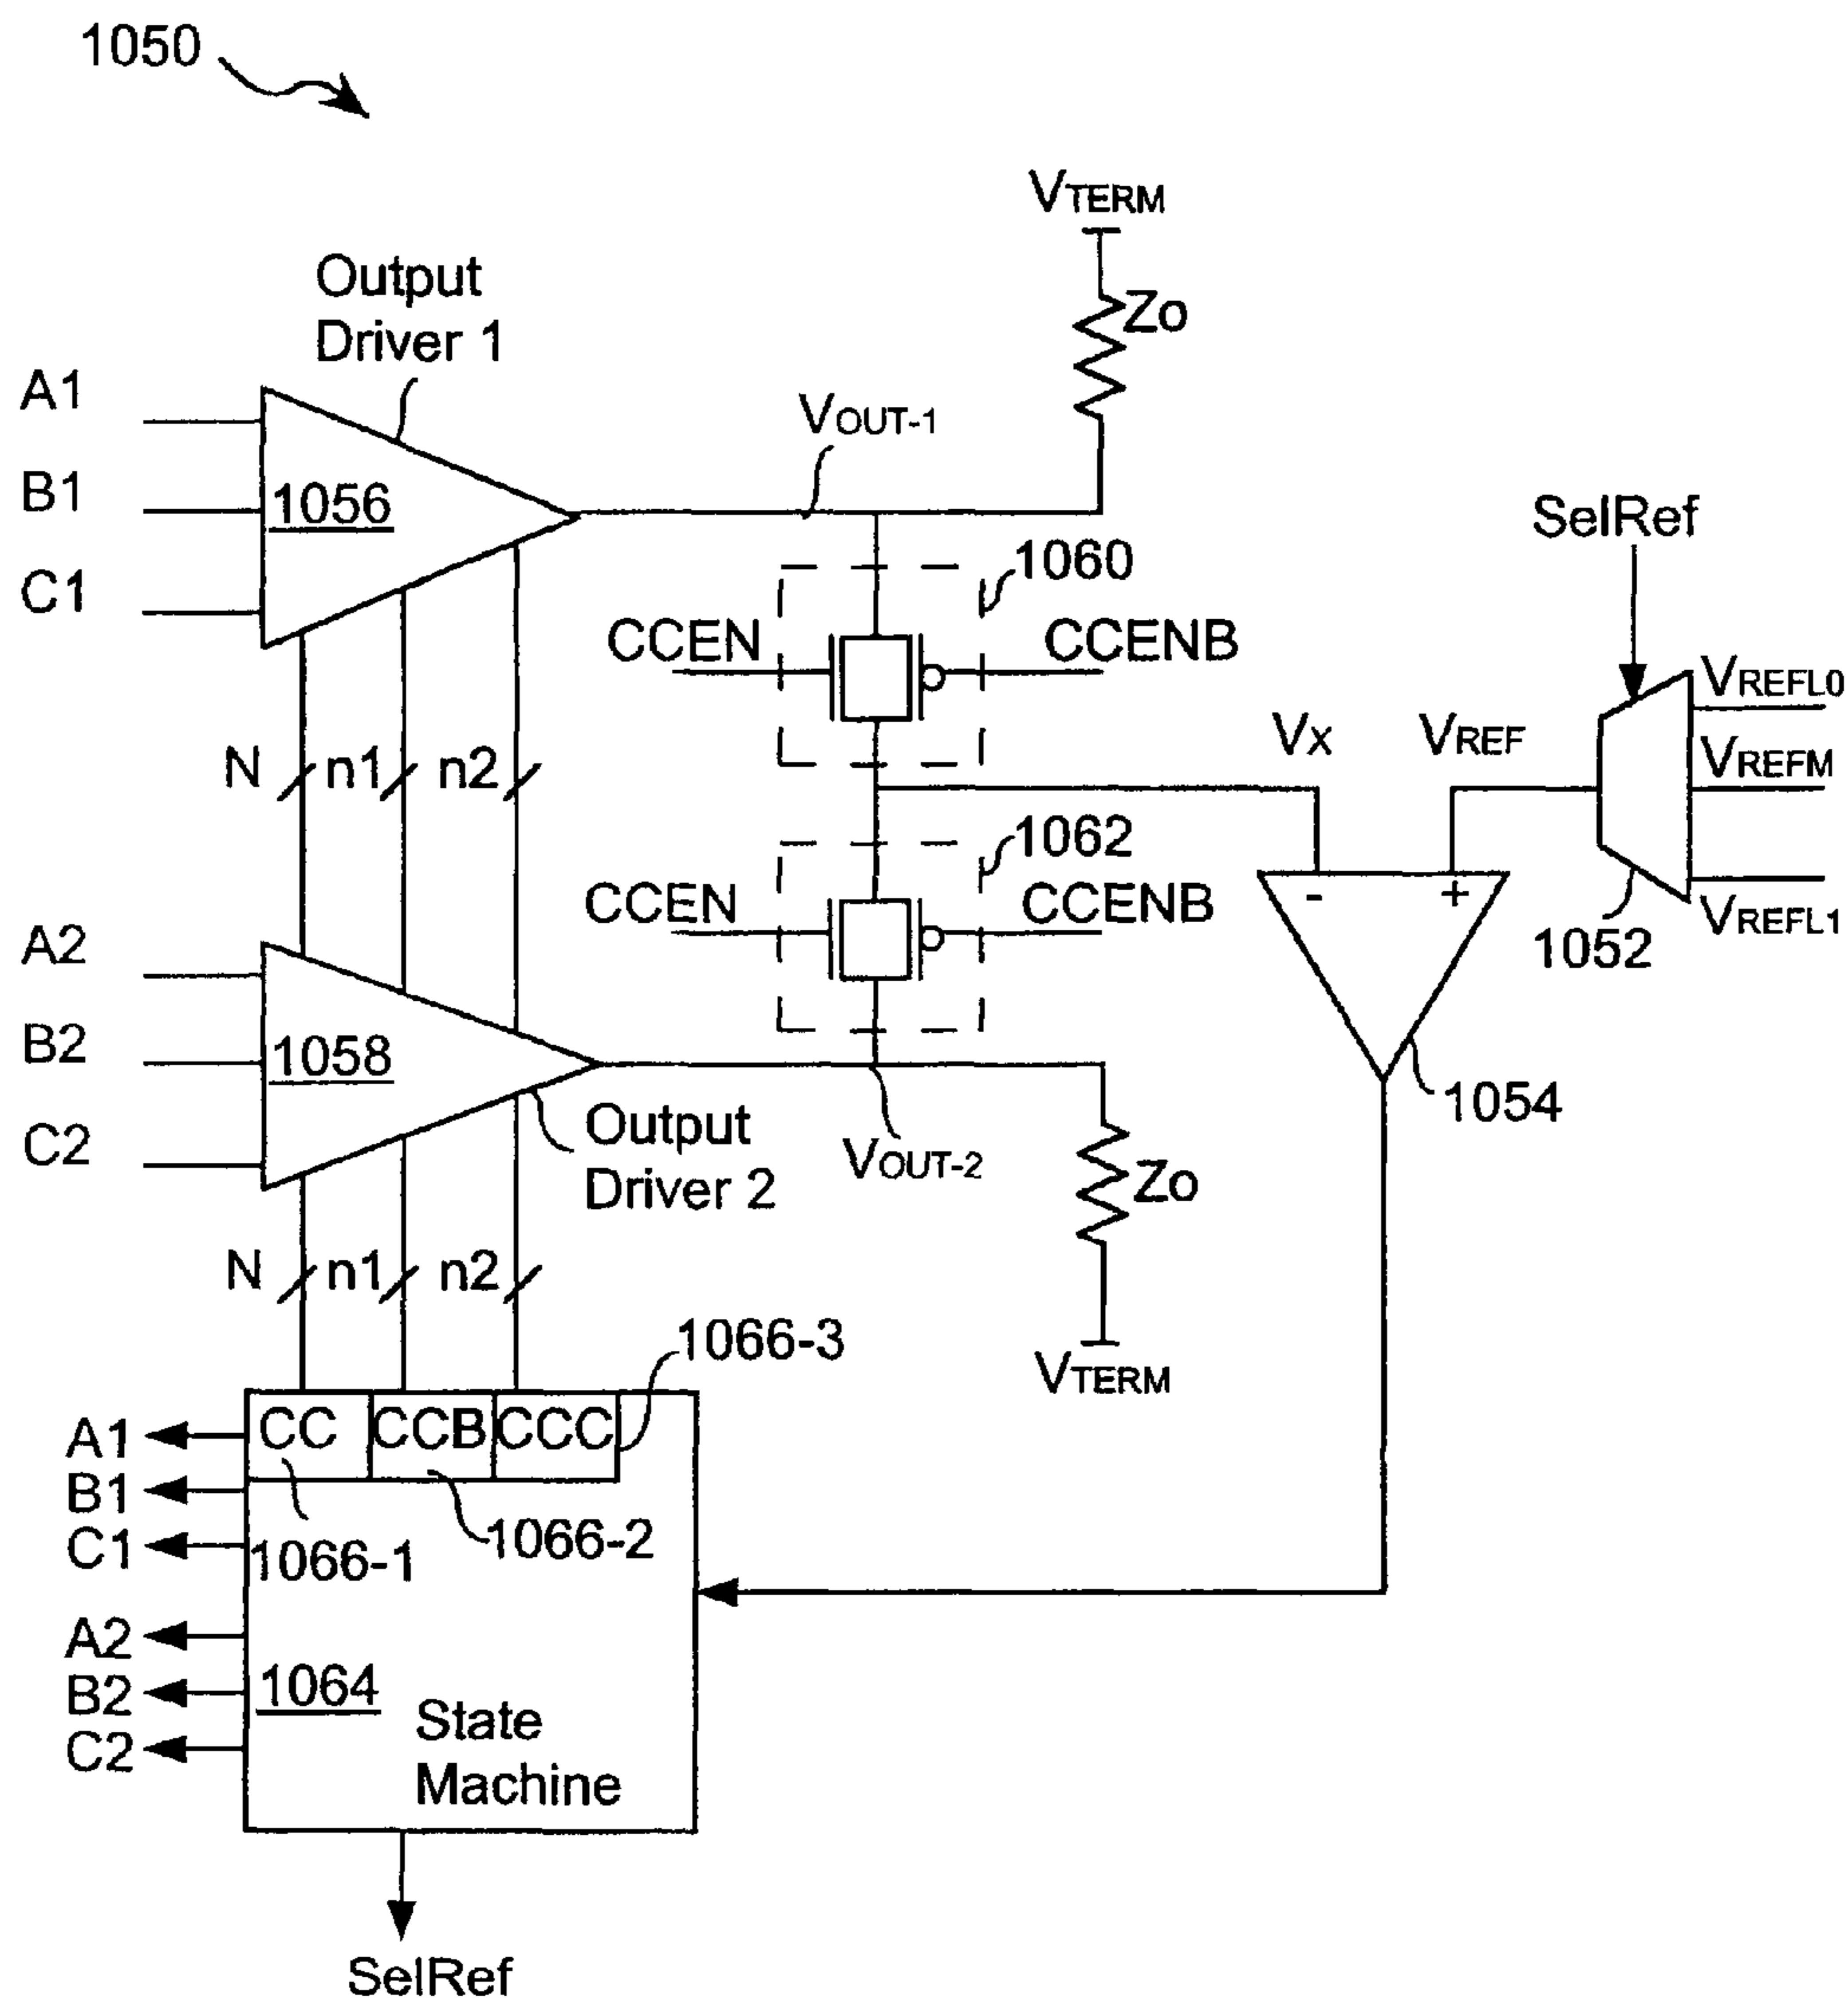 1050
VTERM
Output
Driver 1
Zo
A1
VOUT-1
B1
1056
SelRef
1060
C1
CCEN
CCENB
VREFL0
N
n1
n2
VX
VREF
VREFM
1062
CCEN
CCENB
- +
VREFL1
1052
A2
B2
1058
1054
Output
Driver 2
C2
VOUT-2
Zo
N
n1
n2
1066-3
VTERM
A1
CC
CCB
CCC
B1
C1
1066-1
1066-2
A2
B2
1064
State
Machine
C2
SelRef